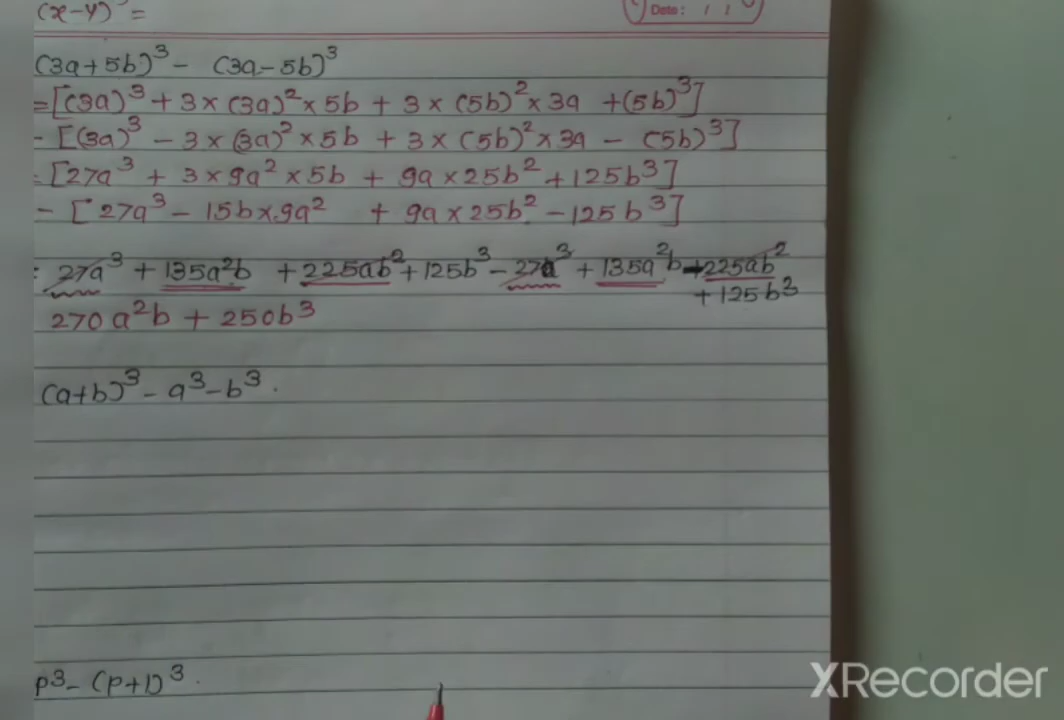 (x-y)³ =
Date: / /
(3a+5b)³ - (3a-5b)³
=[(3a)³ + 3×(3a)²×5b + 3×(5b)²×3a +(5b)³]
- [(3a)³ - 3×(3a)²×5b + 3×(5b)²×3a - (5b)³]
=[27a³ + 3×9a²×5b + 9a×25b²+125b³]
- [27a³ - 15b×9a² + 9a×25b²-125b³]
: 27a³ +135a²b +225ab²+125b³-27a³ +135a²b -225ab²
+125b³
270a²b + 250b³
(a+b)³-a³-b³.
p³-(p+1)³.
XRecorder